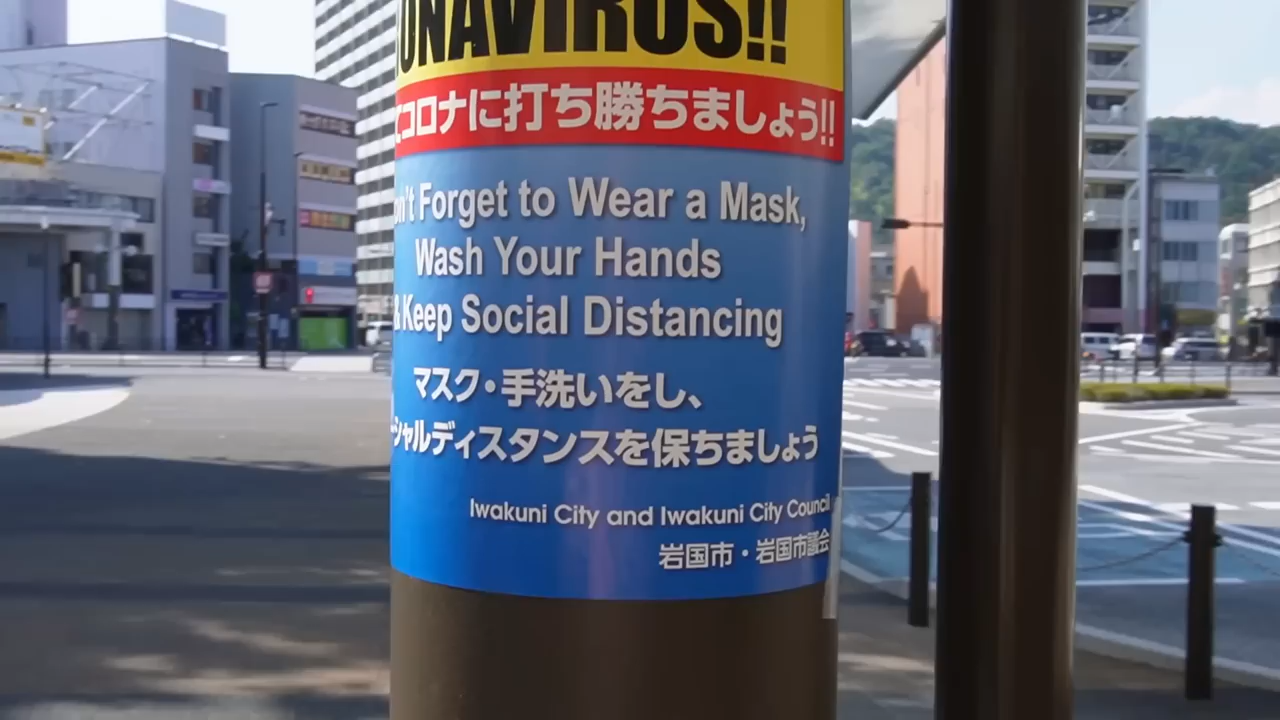 ONAVIRUS!!
てコロナに打ち勝ちましょう!!
on't Forget to Wear a Mask,
Wash Your Hands
& Keep Social Distancing
マスク・手洗いをし、
ーシャルディスタンスを保ちましょう
Iwakuni City and Iwakuni City Council
岩国市・岩国市議会